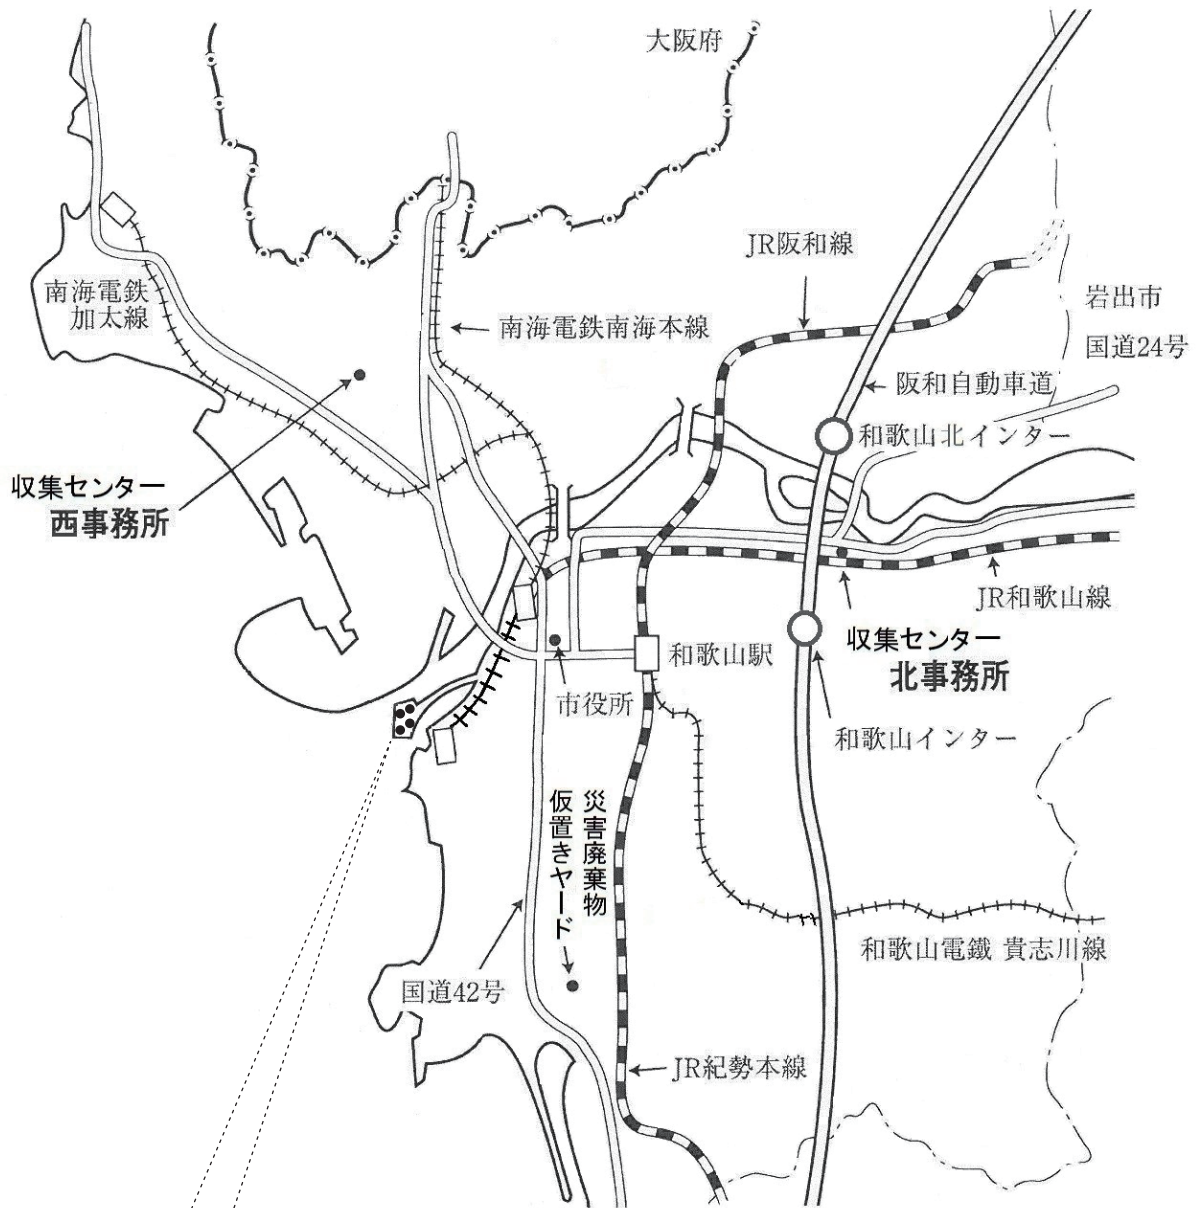 大阪府
JR阪和線
南海電鉄
加太線
岩出市
南海電鉄南海本線
国道24号
阪和自動車道
和歌山北インター
収集センター
西事務所
JR和歌山線
収集センター
北事務所
和歌山駅
市役所
和歌山インター
災害廃棄物
仮置きヤード
和歌山電鐵 貴志川線
国道42号
JR紀勢本線